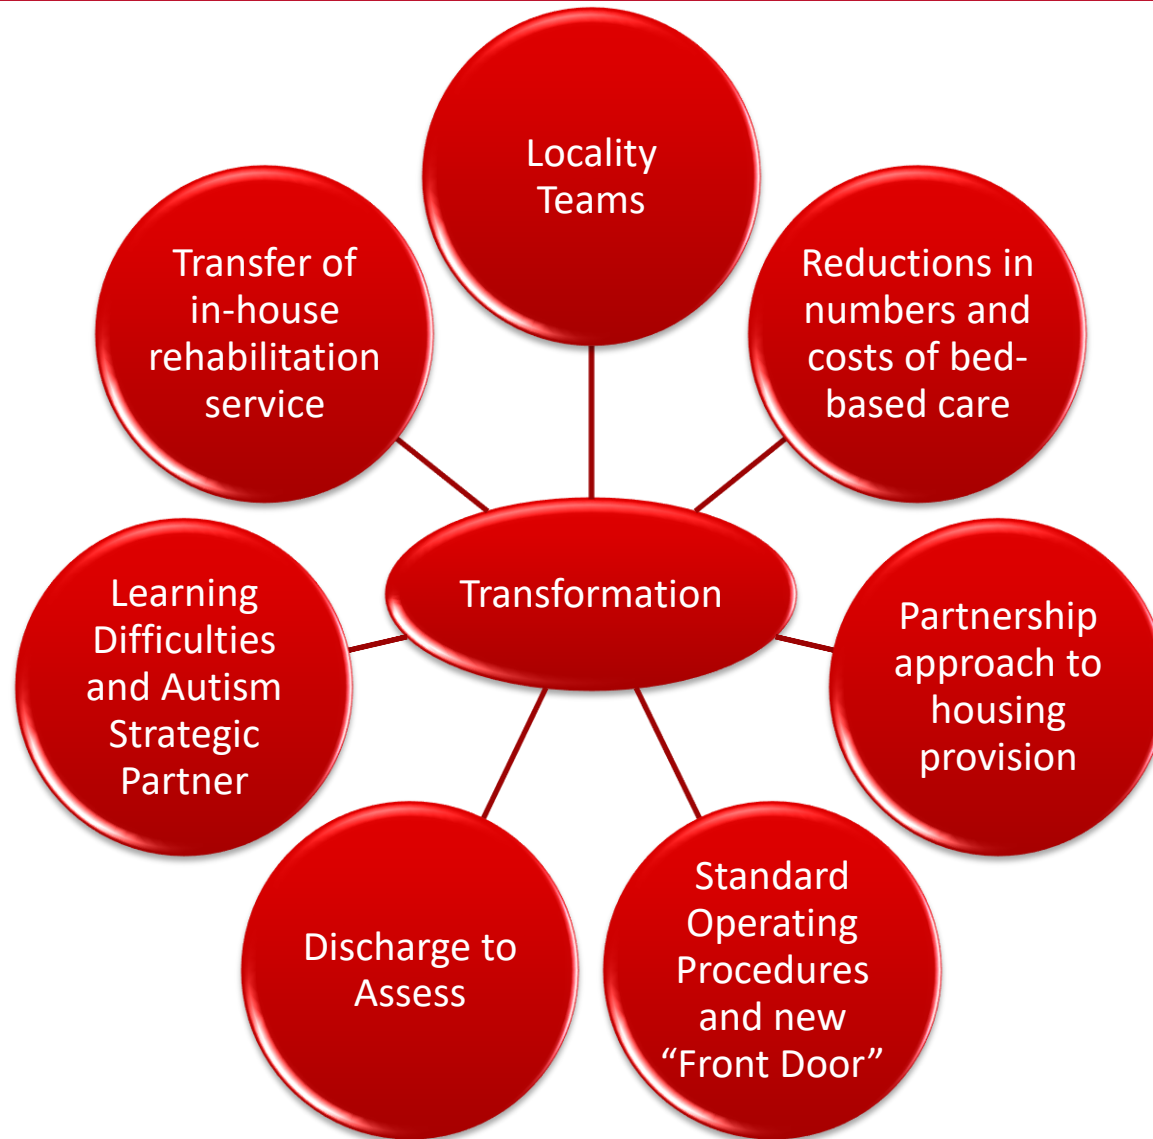 Locality
Teams
Reductions in
numbers and
costs of bed-
based care
Partnership
approach to
housing
provision
Standard
Operating
Procedures
and new
“Front Door”
Discharge to
Assess
Learning
Difficulties
and Autism
Strategic
Partner
Transfer of
in-house
rehabilitation
service
Transformation